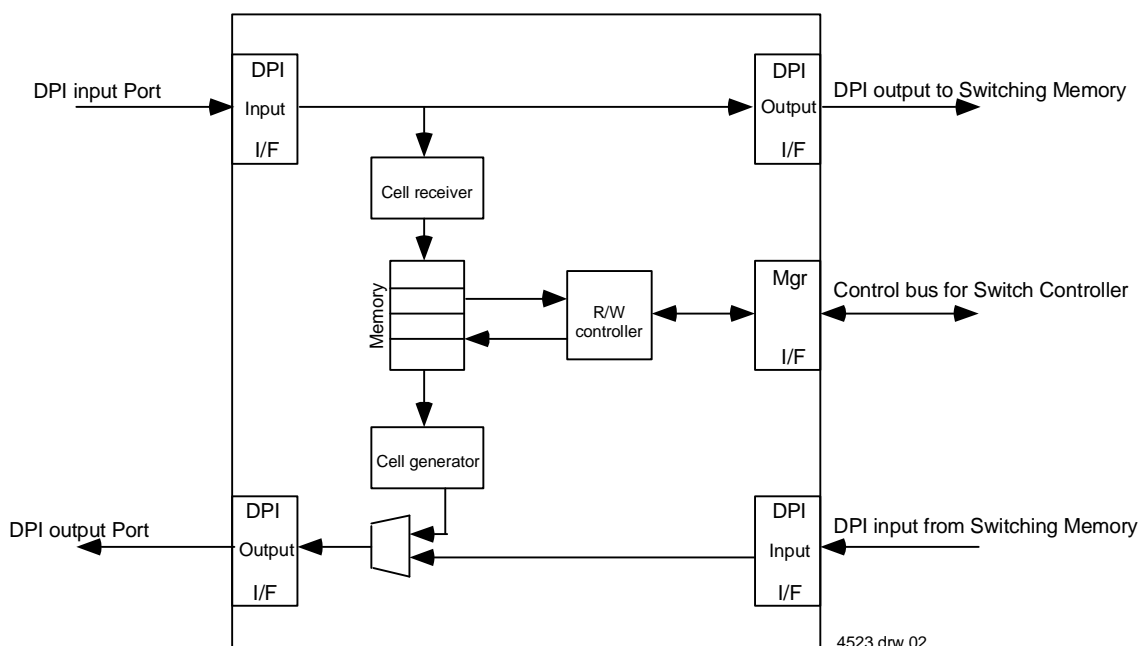 DPI
Input
I/F
DPI
Output
I/F
DPI input Port
DPI output to Switching Memory
Cell receiver
Memory
R/W
controller
Mgr
I/F
Control bus for Switch Controller
Cell generator
DPI
Output
I/F
DPI
Input
I/F
DPI output Port
DPI input from Switching Memory
4523 drw 02